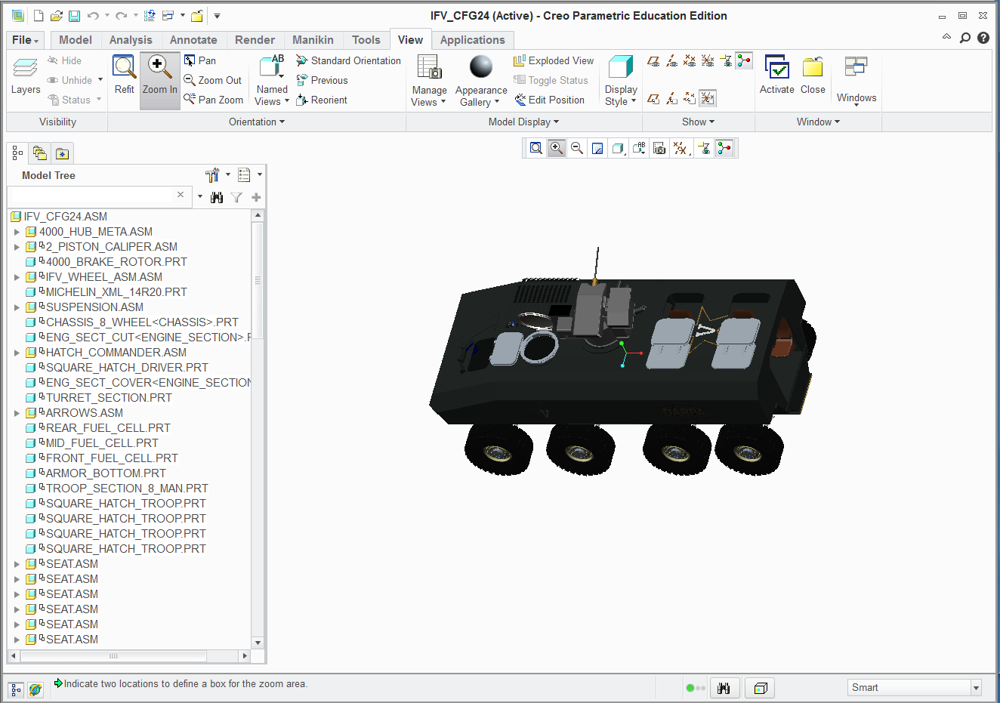 IFV_CFG24 (Active) - Creo Parametric Education Edition
File
Model
Analysis
Annotate
Render
Manikin
Tools
View
Applications
Layers
Hide
Unhide
Status
Visibility
Refit
Zoom In
Pan
Zoom Out
Pan Zoom
Named
Views
AB
Standard Orientation
Previous
Reorient
Orientation
Manage
Views
Appearance
Gallery
Exploded View
Toggle Status
Edit Position
Model Display
Display
Style
Show
Activate
Close
Windows
Window
AB
Model Tree
IFV_CFG24.ASM
4000_HUB_META.ASM
2_PISTON_CALIPER.ASM
4000_BRAKE_ROTOR.PRT
IFV_WHEEL_ASM.ASM
MICHELIN_XML_14R20.PRT
SUSPENSION.ASM
CHASSIS_8_WHEEL<CHASSIS>.PRT
ENG_SECT_CUT<ENGINE_SECTION>.F
HATCH_COMMANDER.ASM
SQUARE_HATCH_DRIVER.PRT
ENG_SECT_COVER<ENGINE_SECTION
TURRET_SECTION.PRT
ARROWS.ASM
REAR_FUEL_CELL.PRT
MID_FUEL_CELL.PRT
FRONT_FUEL_CELL.PRT
ARMOR_BOTTOM.PRT
TROOP_SECTION_8_MAN.PRT
SQUARE_HATCH_TROOP.PRT
SQUARE_HATCH_TROOP.PRT
SQUARE_HATCH_TROOP.PRT
SQUARE_HATCH_TROOP.PRT
SEAT.ASM
SEAT.ASM
SEAT.ASM
SEAT.ASM
SEAT.ASM
SEAT.ASM
V
V
DARPA
Indicate two locations to define a box for the zoom area.
Smart